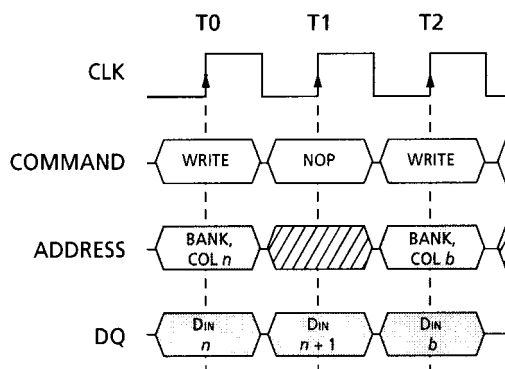 T0 T1 T2
CLK
COMMAND WRITE NOP WRITE
ADDRESS BANK, COL n BANK, COL b
DQ DIN n DIN n + 1 DIN b